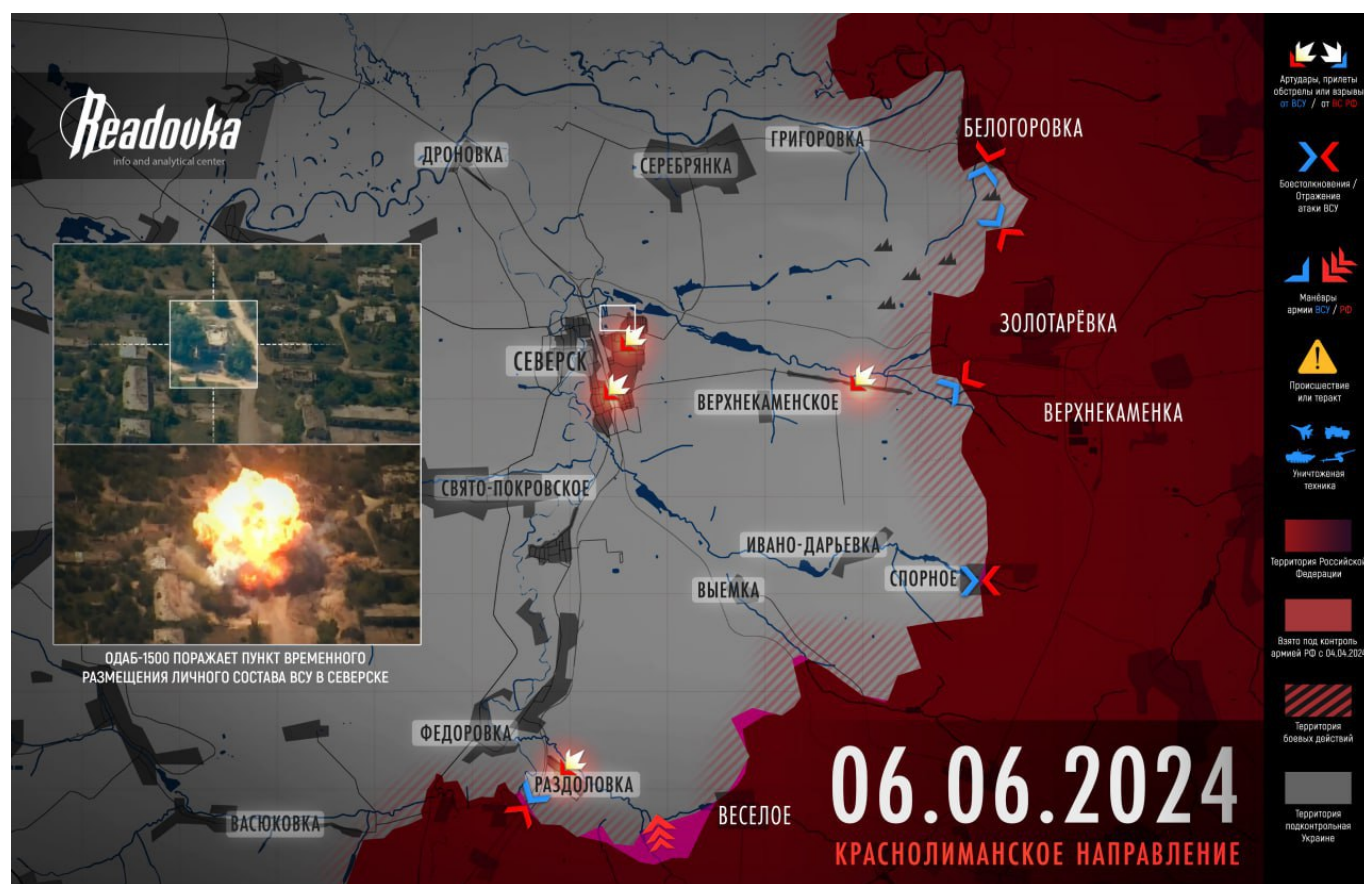 Readovka
info and analytical center
ДРОНОВКА
СЕРЕБРЯНКА
ГРИГОРОВКА
БЕЛОГОРОВКА
ЗОЛОТАРЁВКА
СЕВЕРСК
ВЕРХНЕКАМЕНСКОЕ
ВЕРХНЕКАМЕНКА
СВЯТО-ПОКРОВСКОЕ
ИВАНО-ДАРЬЕВКА
ВЫЕМКА
СПОРНОЕ
ОДАБ-1500 ПОРАЖАЕТ ПУНКТ ВРЕМЕННОГО
РАЗМЕЩЕНИЯ ЛИЧНОГО СОСТАВА ВСУ В СЕВЕРСКЕ
ФЕДОРОВКА
РАЗДОЛОВКА
ВАСЮКОВКА
ВЕСЕЛОЕ
06.06.2024
КРАСНОЛИМАНСКОЕ НАПРАВЛЕНИЕ
Артудары, прилеты
обстрелы или взрывы
от ВСУ / от ВС РФ
Боестолкновения /
Отражение
атаки ВСУ
Манёвры
армии ВСУ / РФ
Происшествие
или теракт
Уничтоженая
техника
Территория Российской
Федерации
Взято под контроль
армией РФ с 04.04.2024
Территория
боевых действий
Территория
подконтрольная
Украине